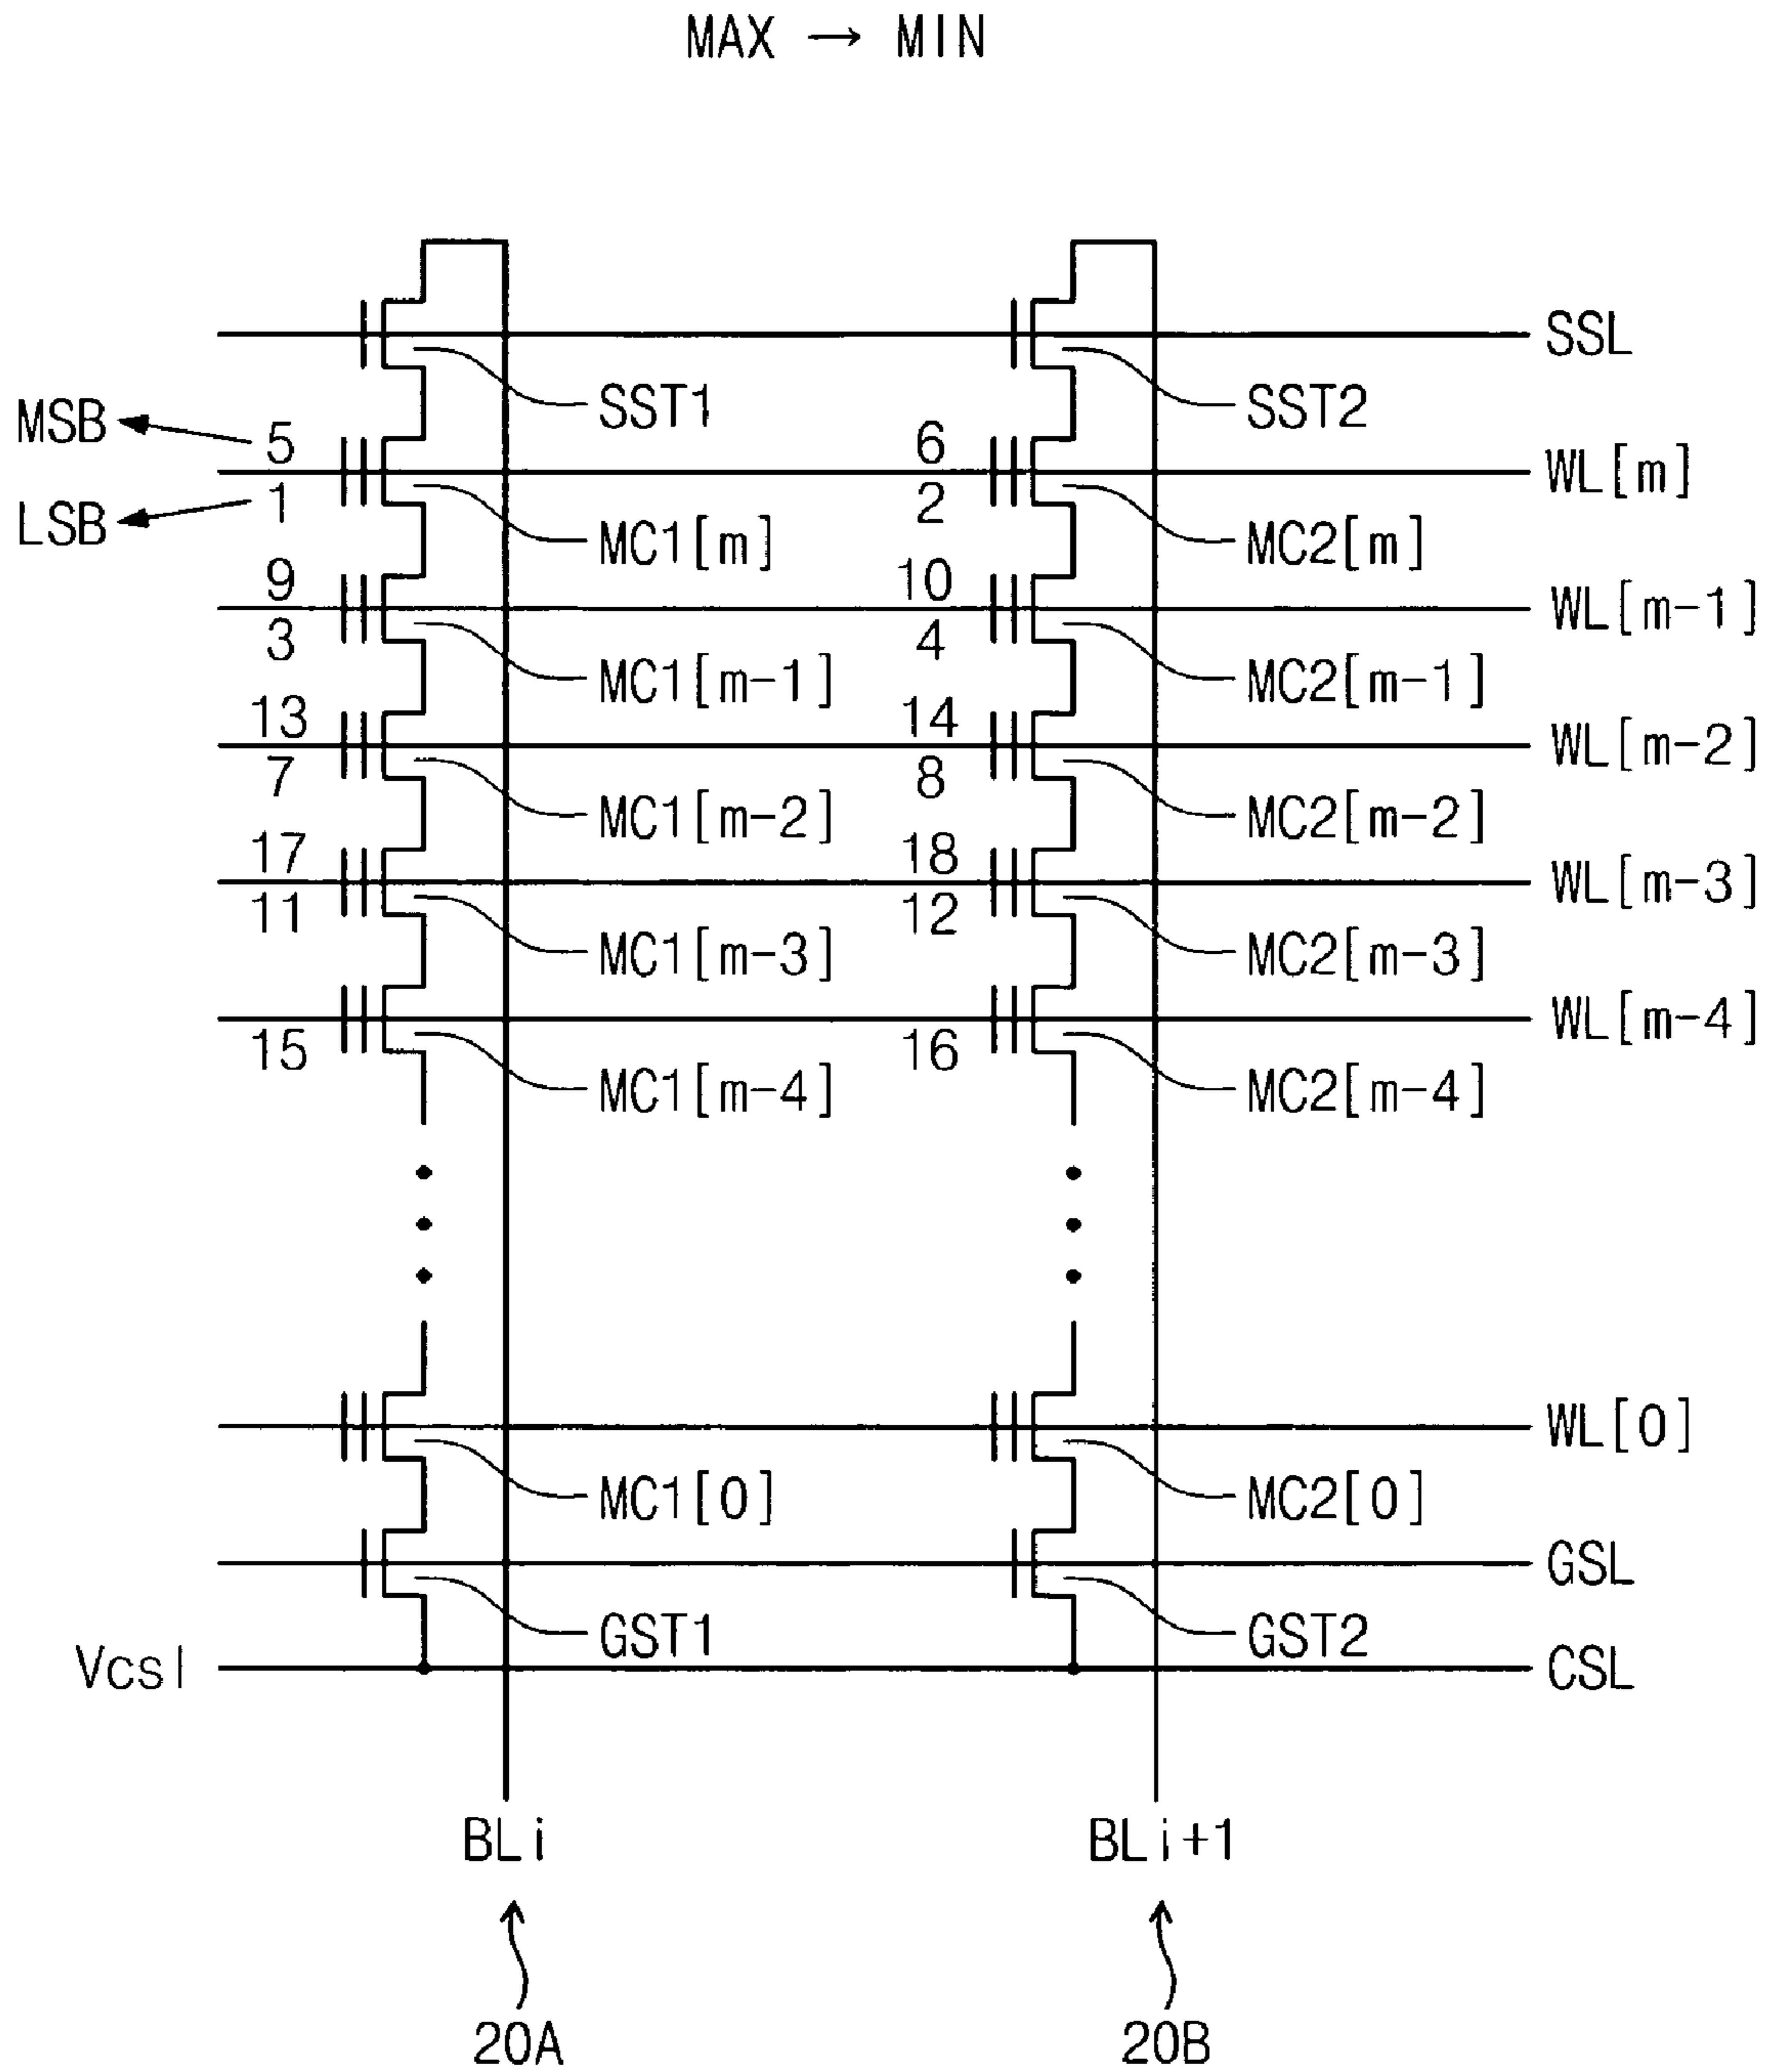 MAX → MIN
SSL
SST1 SST2
MSB 5 6
WL[m]
LSB 1 2
MC1[m] MC2[m]
9 10
WL[m-1]
3 4
MC1[m-1] MC2[m-1]
13 14
WL[m-2]
7 8
MC1[m-2] MC2[m-2]
17 18
WL[m-3]
11 12
MC1[m-3] MC2[m-3]
WL[m-4]
15 16
MC1[m-4] MC2[m-4]
WL[0]
MC1[0] MC2[0]
GSL
GST1 GST2
Vcsl CSL
BLi BLi+1
20A 20B